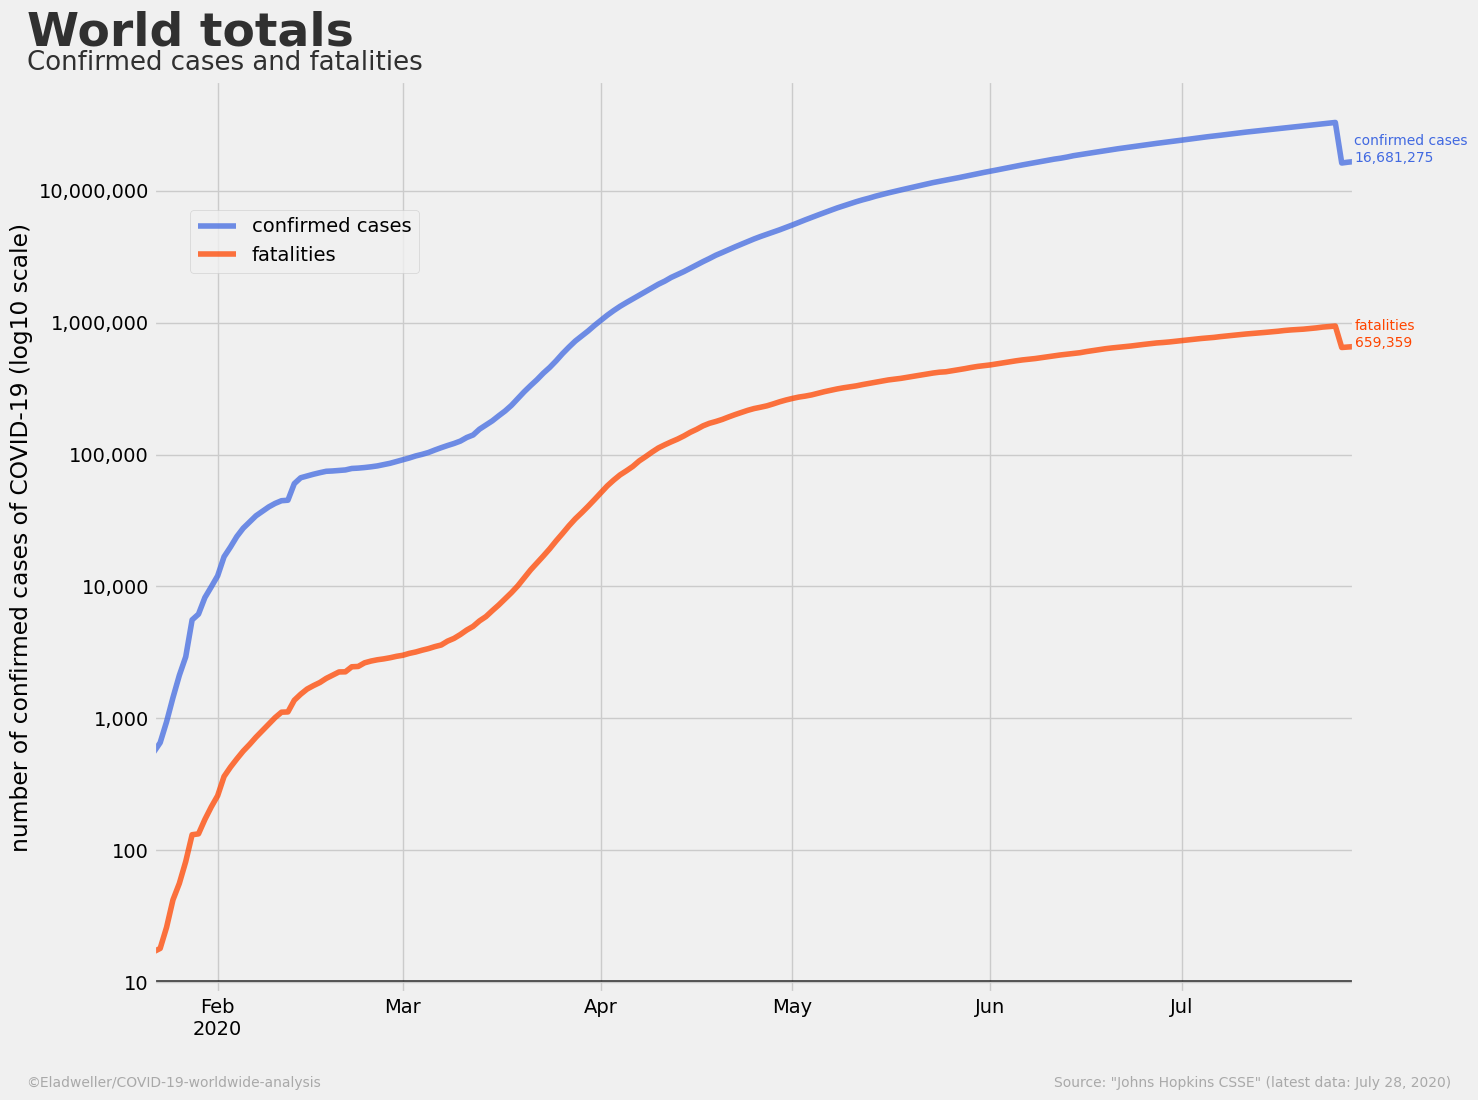 World totals
Confirmed cases and fatalities
number of confirmed cases of COVID-19 (log10 scale)
10,000,000
1,000,000
100,000
10,000
1,000
100
10
confirmed cases
fatalities
confirmed cases
16,681,275
fatalities
659,359
Feb
2020
Mar
Apr
May
Jun
Jul
©Eladweller/COVID-19-worldwide-analysis
Source: "Johns Hopkins CSSE" (latest data: July 28, 2020)